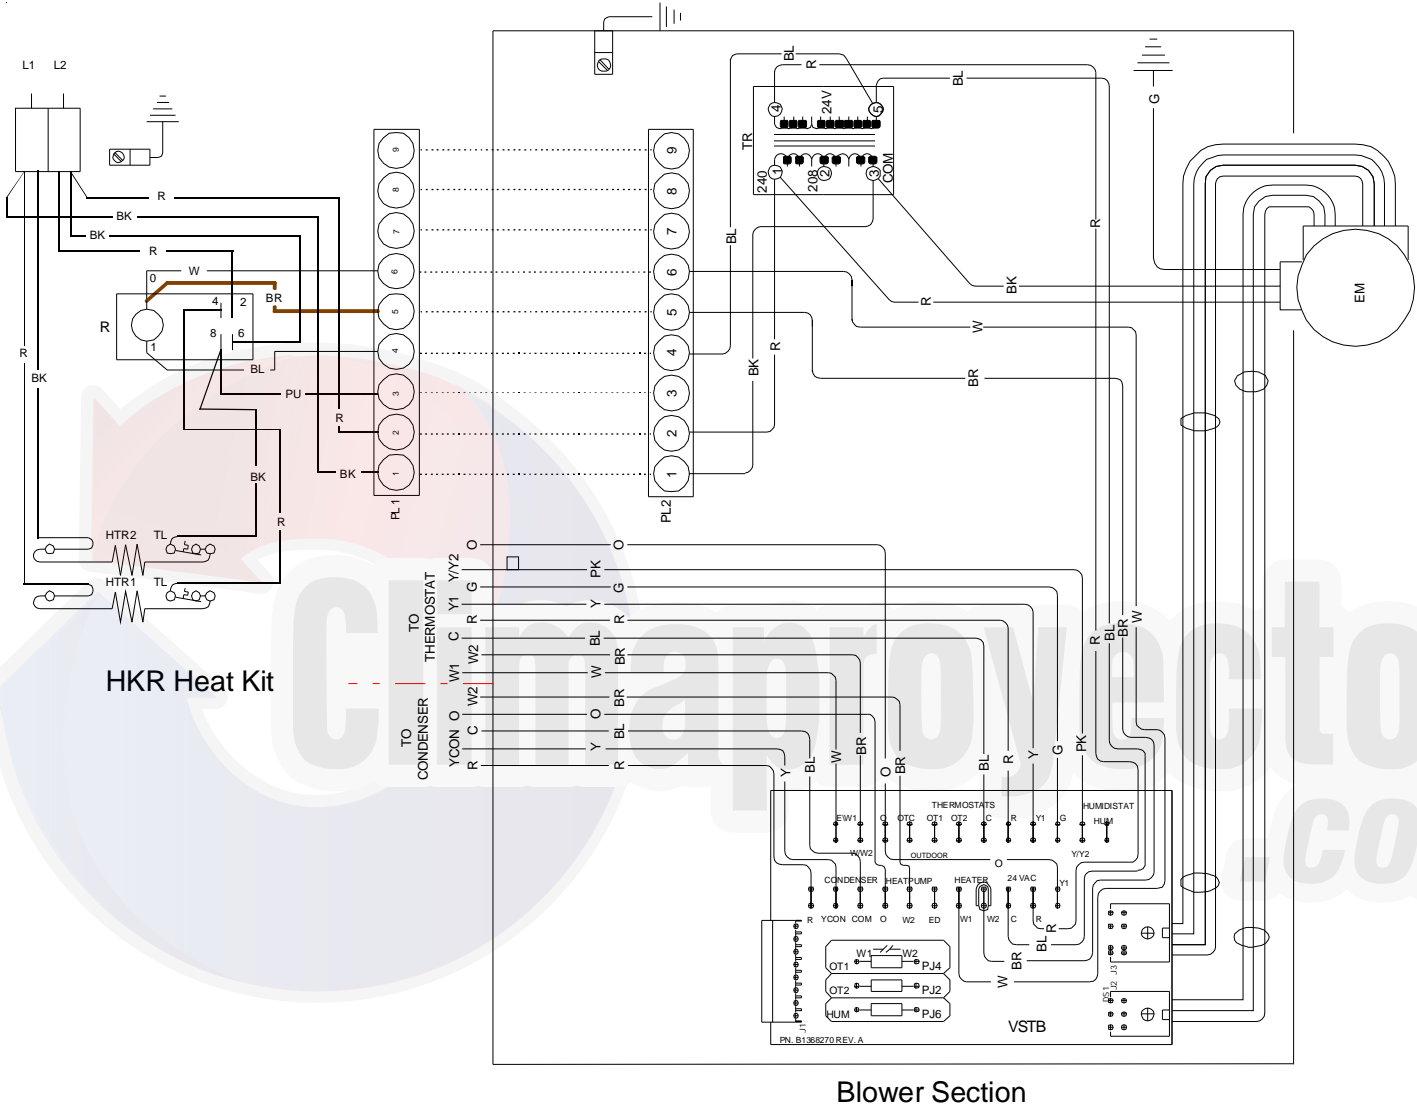 L1 L2
R
BK
BK
R
W
BR
0
4 2
R
8 6
1
BL
PU
R
BK
R
BK
BK
R
HTR2 TL
HTR1 TL
HKR Heat Kit
9
8
7
6
5
4
3
2
1
PL1
9
8
7
6
5
4
3
2
1
PL2
BL
R
BL
4 24V 5
TR
240 1 208 2 3 COM
BL
R
BK
R
BK
R
W
BR
G
EM
R
BL
BR
W
TO THERMOSTAT
O O
Y/Y2 PK
G G
Y1 Y
R R
C BL
W2 BR
W1 W
TO CONDENSER
W2 BR
O O
C BL
YCON Y
R R
Y BL W BR O BR BL R Y G PK
THERMOSTATS HUMIDISTAT
E\W1 O OTC OT1 OT2 C R Y1 G HUM
W/W2 OUTDOOR O Y/Y2
CONDENSER HEATPUMP HEATER 24 VAC Y1
R YCON COM O W2 ED W1 W2 C R
R
BL
BR
W
W1 W2
OT1 PJ4
OT2 PJ2
HUM PJ6
J1
J3
J2
DS1
VSTB
PN. B1368270 REV. A
Blower Section
Climaproyecto
.co